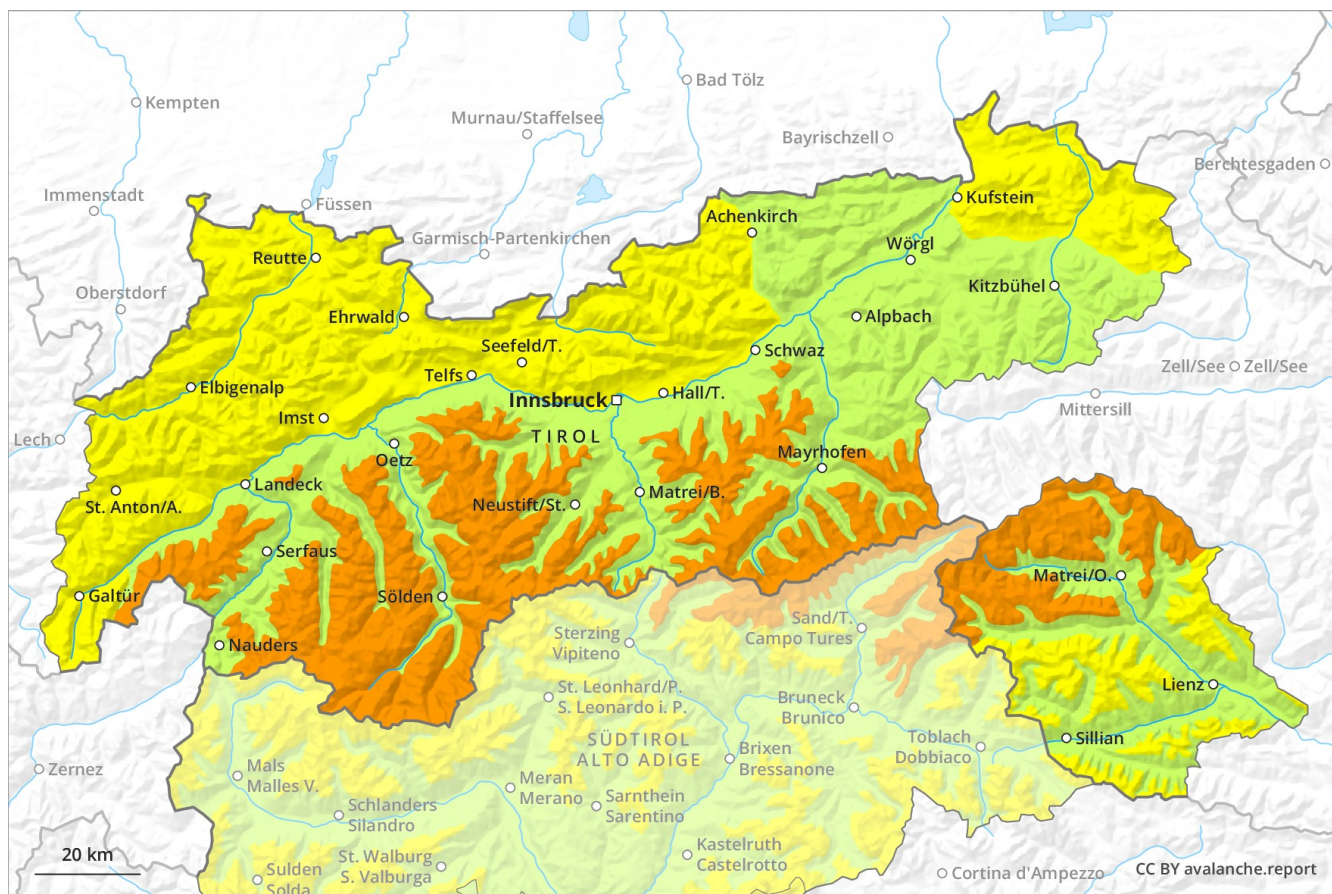 Bad Tölz
Kempten
Murnau/Staffelsee
Bayrischzell
Berchtesgaden
Immenstadt
Füssen
Kufstein
Achenkirch
Garmisch-Partenkirchen
Wörgl
Reutte
Kitzbühel
Oberstdorf
Ehrwald
Alpbach
Seefeld/T.
Schwaz
Zell/See
Zell/See
Telfs
Elbigenalp
Hall/T.
Innsbruck
Mittersill
Imst
Lech
TIROL
Oetz
Mayrhofen
Landeck
Matrei/B.
St. Anton/A.
Neustift/St.
Serfaus
Matrei/O.
Galtür
Sölden
Sand/T.
Campo Tures
Sterzing
Vipiteno
Nauders
Lienz
St. Leonhard/P.
S. Leonardo i. P.
Bruneck
Brunico
Sillian
SÜDTIROL
ALTO ADIGE
Toblach
Dobbiaco
Brixen
Bressanone
Zernez
Mals
Malles V.
Meran
Merano
Sarnthein
Sarentino
Schlanders
Silandro
Kastelruth
Castelrotto
20 km
St. Walburg
S. Valburga
Sulden
Solda
Cortina d'Ampezzo
CC BY avalanche.report